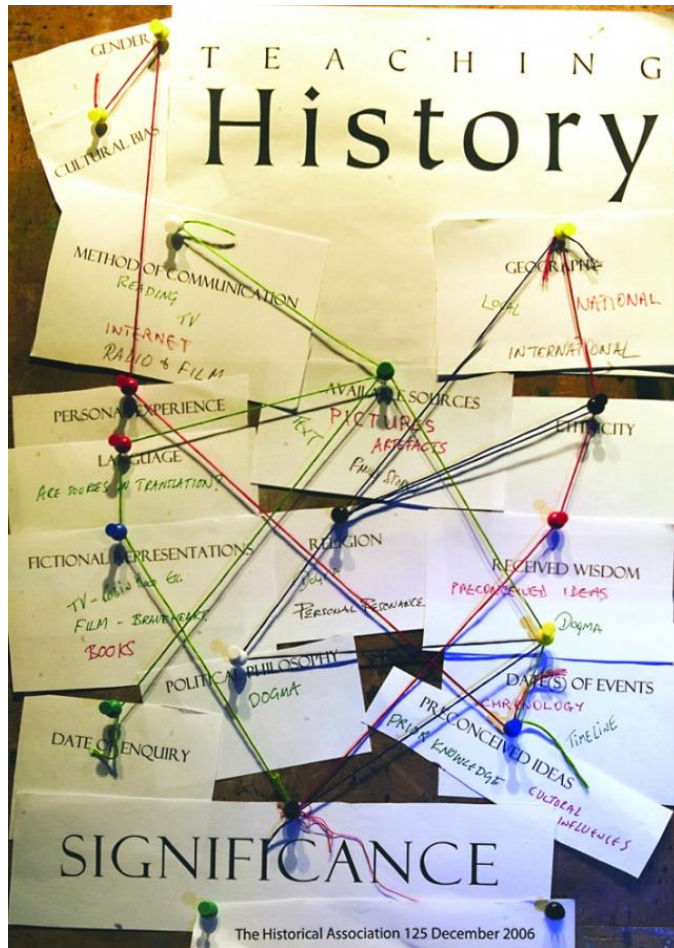 GENDER
CULTURAL BIAS
TEACHING
History
METHOD OF COMMUNICATION
READING
TV
INTERNET
RADIO & FILM
GEOGRAPHY
LOCAL
NATIONAL
INTERNATIONAL
PERSONAL EXPERIENCE
AVAILABLE SOURCES
TEXT
PICTURES
ARTEFACTS
ETHNICITY
LANGUAGE
ARE SOURCES IN TRANSLATION?
FICTIONAL REPRESENTATIONS
TV -
FILM - BRAVEHEART
BOOKS
RELIGION
DOGMA
PERSONAL RESONANCE
RECEIVED WISDOM
PRECONCEIVED IDEAS
DOGMA
POLITICAL PHILOSOPHY
DOGMA
DATE(S) OF EVENTS
CHRONOLOGY
TIMELINE
DATE OF ENQUIRY
PRECONCEIVED IDEAS
PRIOR KNOWLEDGE
CULTURAL
INFLUENCES
SIGNIFICANCE
The Historical Association 125 December 2006